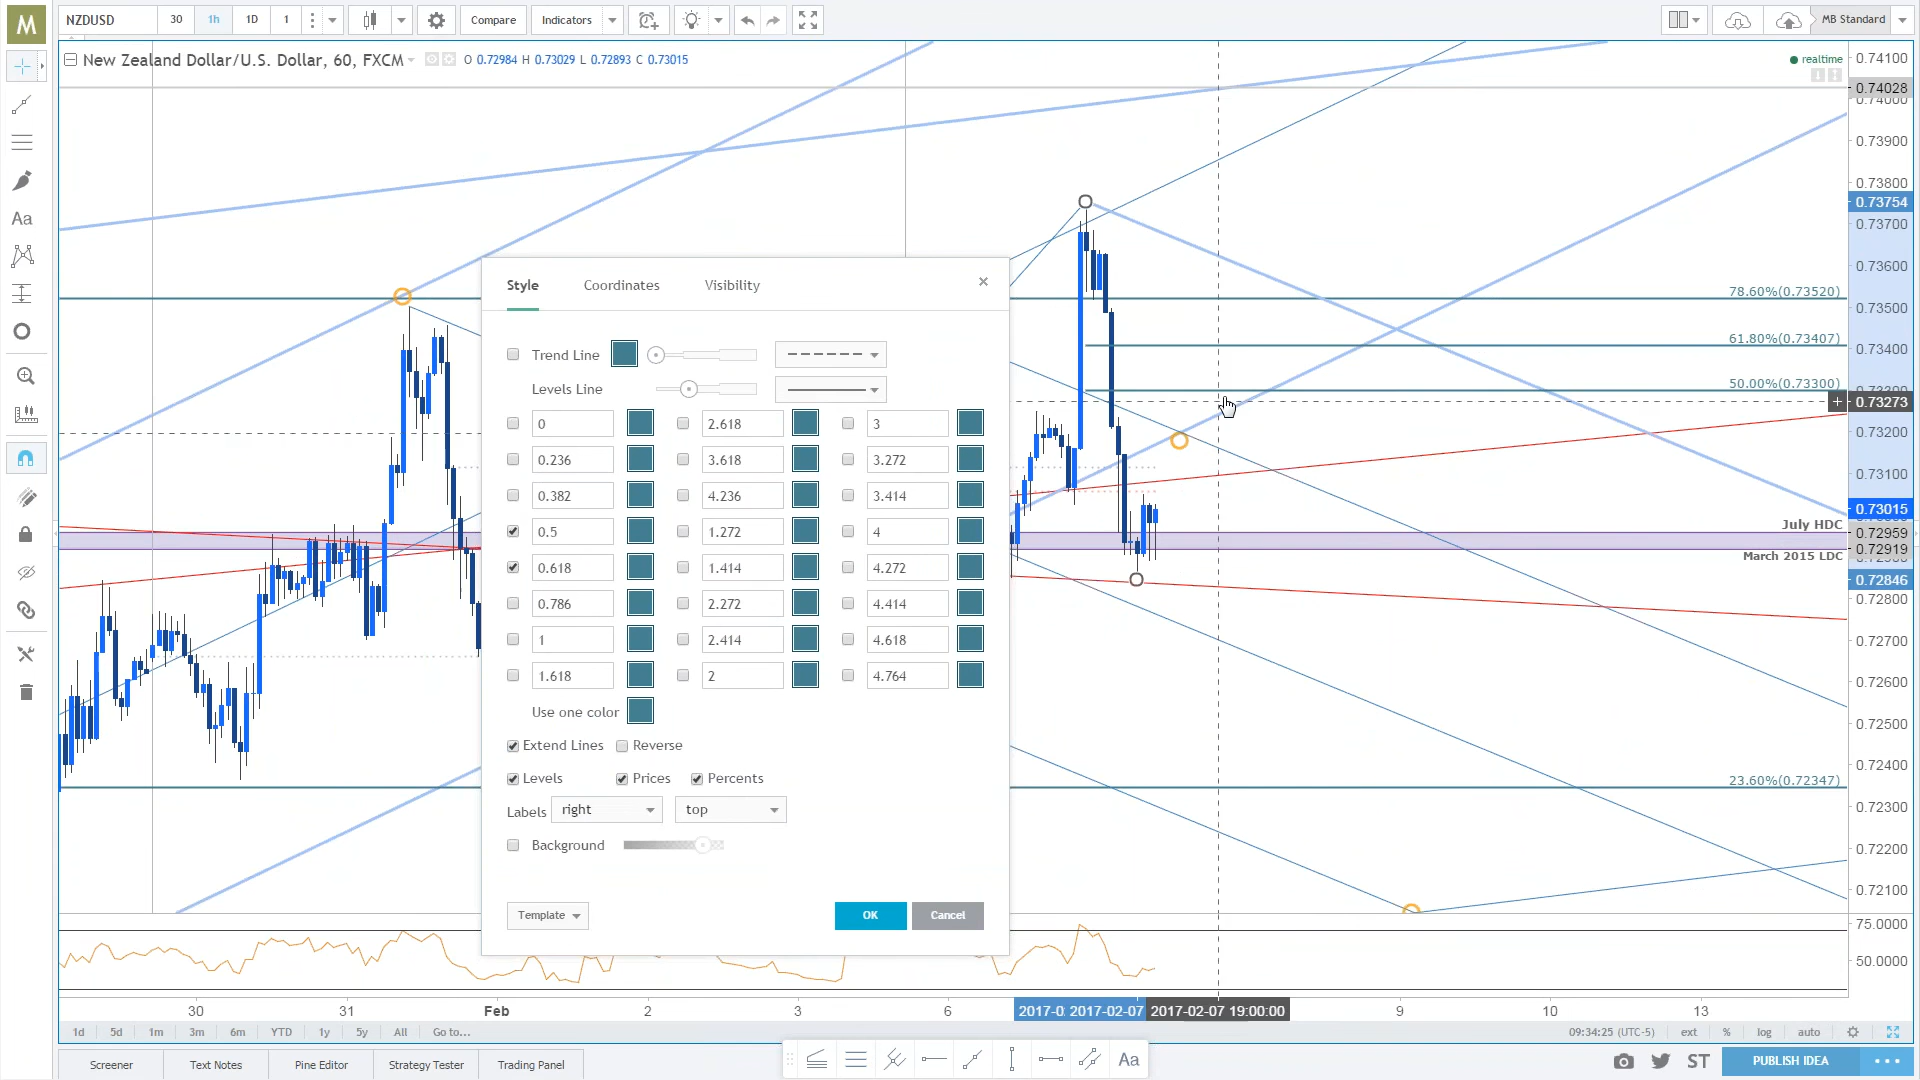 M NZDUSD 30 1h 1D 1 Compare Indicators MB Standard
New Zealand Dollar/U.S. Dollar, 60, FXCM O 0.72984 H 0.73029 L 0.72893 C 0.73015
realtime
0.74100
0.74028
0.74000
0.73900
0.73800
0.73754
0.73700
0.73600
78.60%(0.73520)
0.73500
61.80%(0.73407)
0.73400
50.00%(0.73300)
0.73300
0.73273
0.73200
0.73100
0.73015
July HDC
0.72959
0.72919
March 2015 LDC
0.72846
0.72800
0.72700
0.72600
0.72500
0.72400
23.60%(0.72347)
0.72300
0.72200
0.72100
75.0000
50.0000
Style Coordinates Visibility
Trend Line
Levels Line
0 2.618 3
0.236 3.618 3.272
0.382 4.236 3.414
0.5 1.272 4
0.618 1.414 4.272
0.786 2.272 4.414
1 2.414 4.618
1.618 2 4.764
Use one color
Extend Lines Reverse
Levels Prices Percents
Labels right top
Background
Template OK Cancel
30 31 Feb 2 3 6 2017-0 2017-02-07 2017-02-07 19:00:00 9 10 13
1d 5d 1m 3m 6m YTD 1y 5y All Go to... 09:34:25 (UTC-5) ext % log auto
Screener Text Notes Pine Editor Strategy Tester Trading Panel Aa ST PUBLISH IDEA
Aa